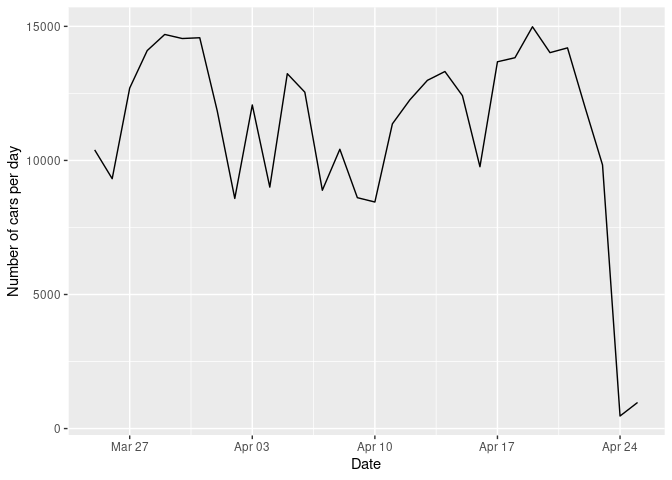 15000
10000
5000
0
Number of cars per day
Mar 27
Apr 03
Apr 10
Apr 17
Apr 24
Date